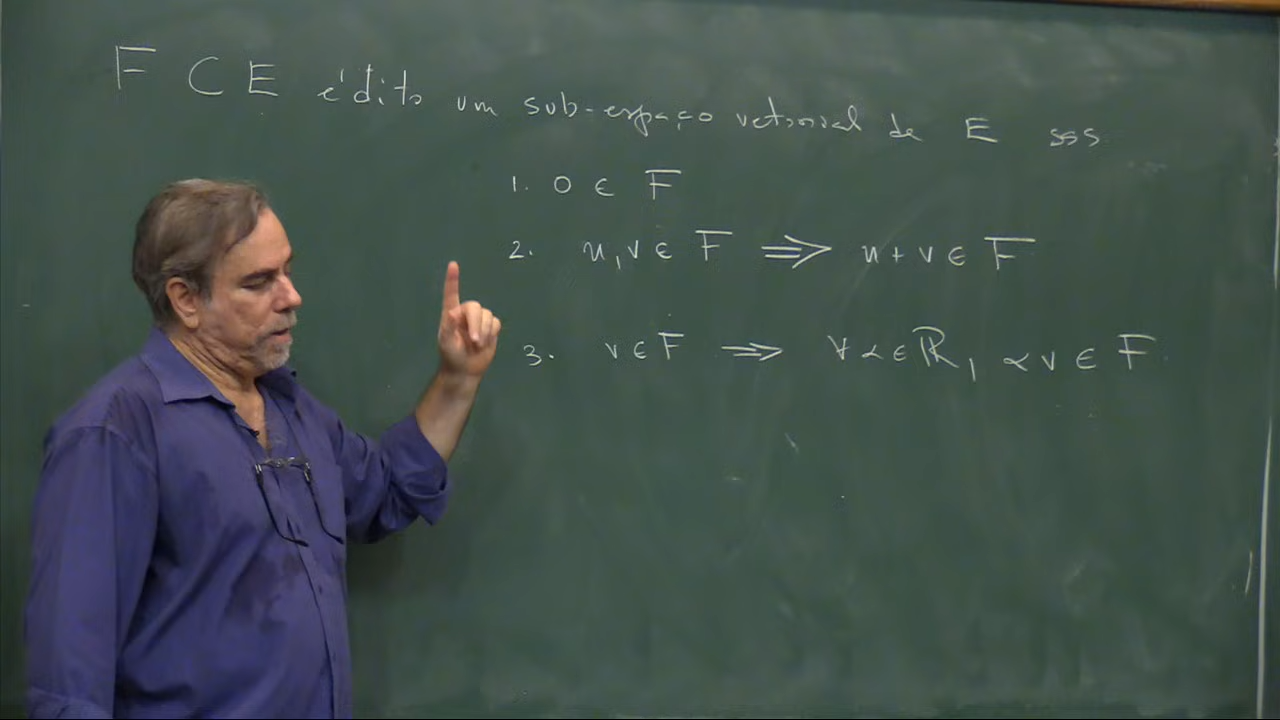 F ⊂ E é dito um sub-espaço vetorial de E sss
1. 0 ∈ F
2. u, v ∈ F ⟹ u + v ∈ F
3. v ∈ F ⟹ ∀ α ∈ ℝ, α v ∈ F